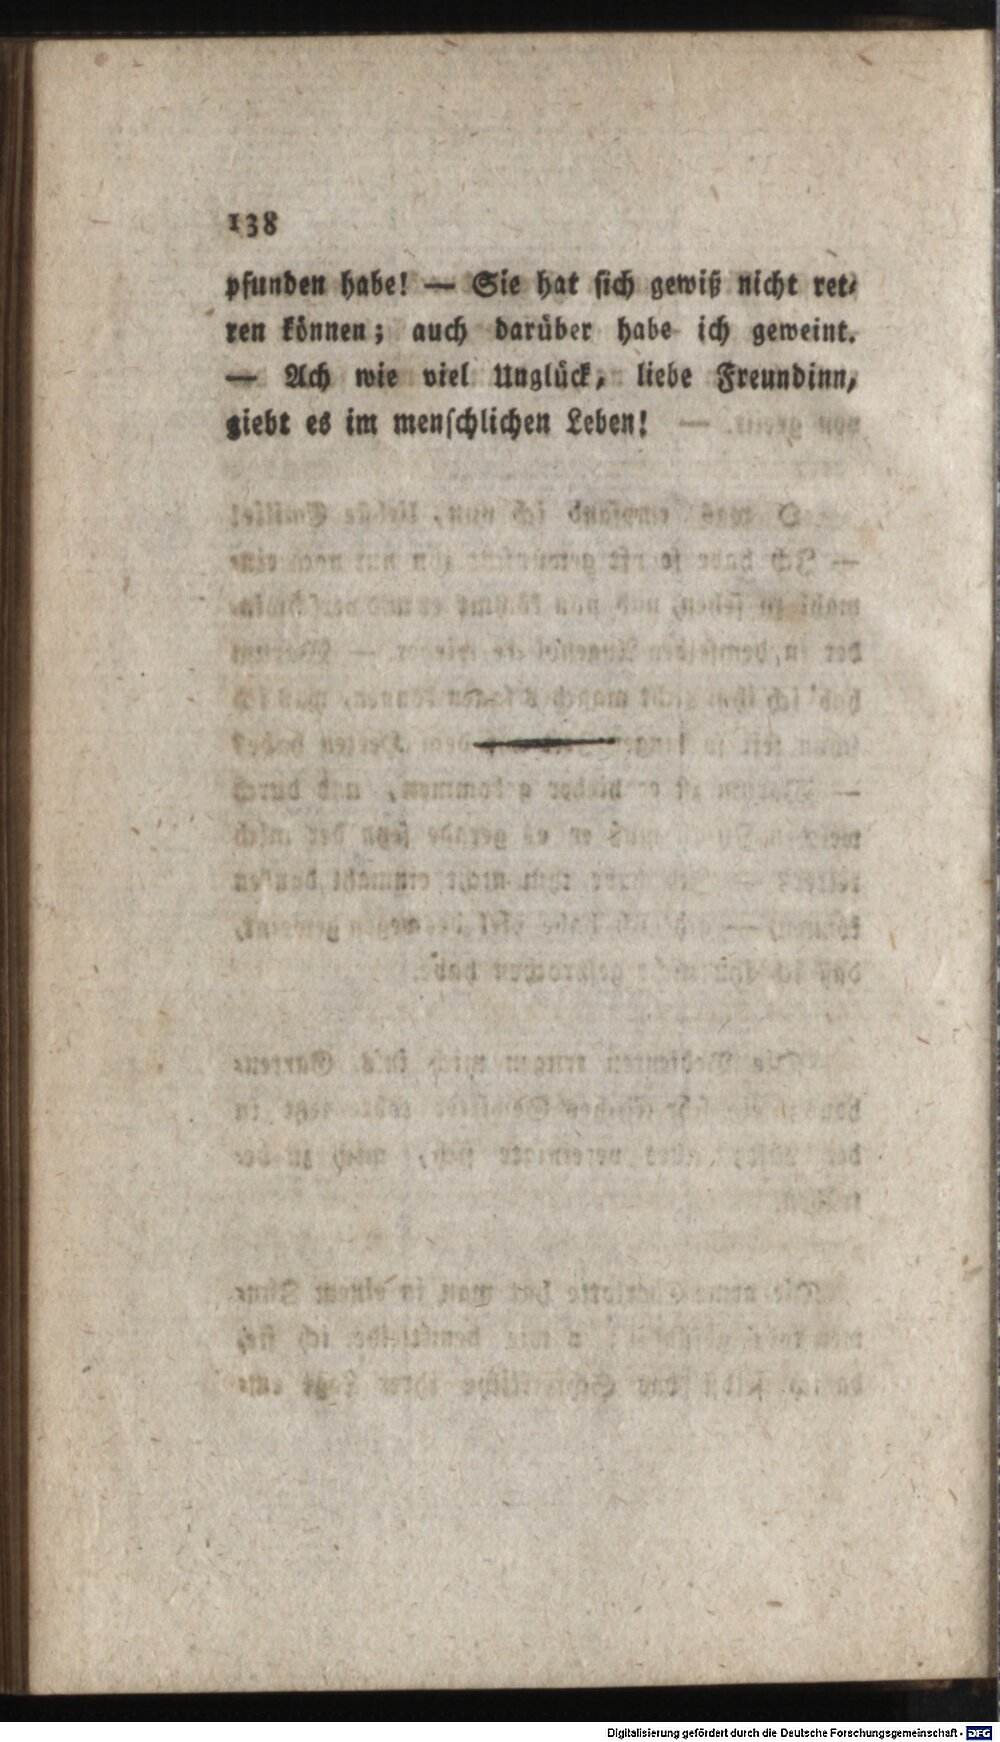 138
pfunden habe! — Sie hat sich gewiß nicht ret-
ren können; auch darüber habe ich geweint.
— Ach wie viel Unglück, liebe Freundinn,
giebt es im menschlichen Leben!
Digitalisierung gefördert durch die Deutsche Forschungsgemeinschaft - DFG